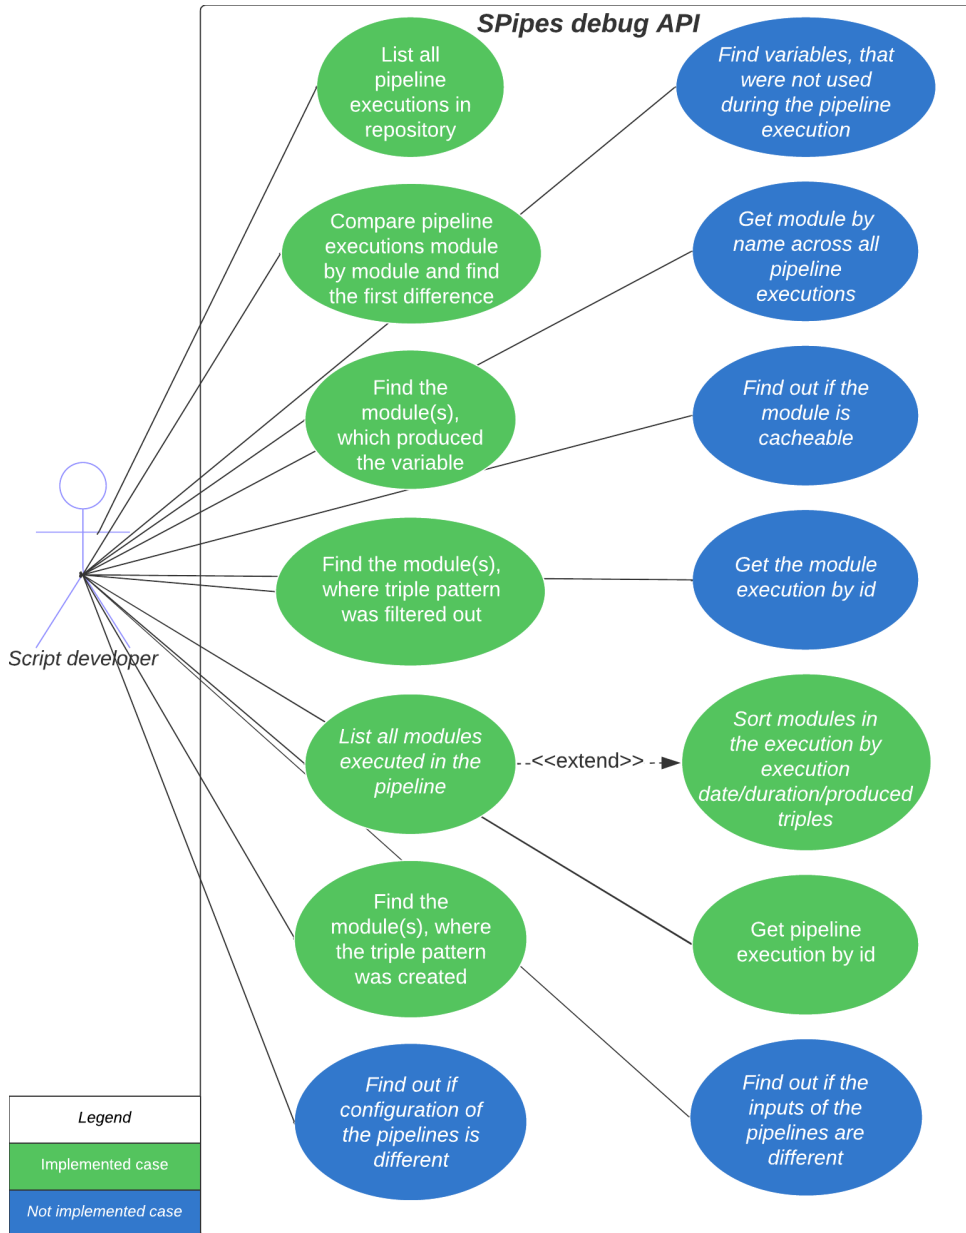 SPipes debug API
List all
pipeline
executions in
repository
Find variables, that
were not used
during the pipeline
execution
Compare pipeline
executions module
by module and find
the first difference
Get module by
name across all
pipeline
executions
Find the
module(s),
which produced
the variable
Find out if the
module is
cacheable
Find the module(s),
where triple pattern
was filtered out
Get the module
execution by id
Script developer
List all modules
executed in the
pipeline
<<extend>>
Sort modules in
the execution by
execution
date/duration/produced
triples
Find the
module(s), where
the triple pattern
was created
Get pipeline
execution by id
Find out if
configuration of
the pipelines is
different
Find out if the
inputs of the
pipelines are
different
Legend
Implemented case
Not implemented case